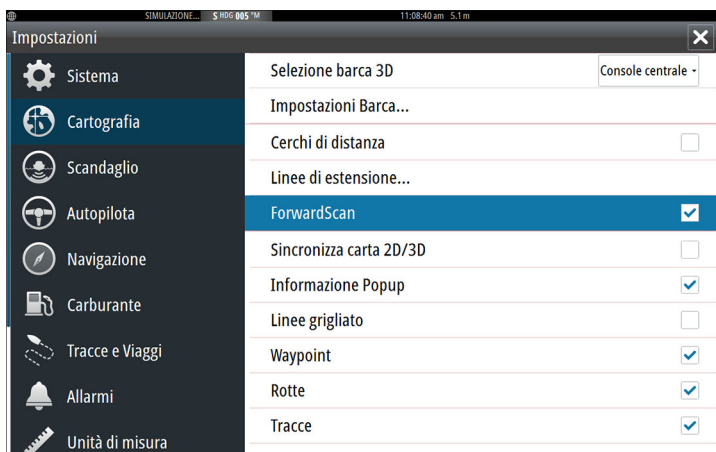 SIMULAZIONE... S HDG 005 °M 11:08:40 am 5.1 m
Impostazioni
Sistema
Cartografia
Scandaglio
Autopilota
Navigazione
Carburante
Tracce e Viaggi
Allarmi
Unità di misura
Selezione barca 3D Console centrale
Impostazioni Barca...
Cerchi di distanza
Linee di estensione...
ForwardScan
Sincronizza carta 2D/3D
Informazione Popup
Linee grigliato
Waypoint
Rotte
Tracce